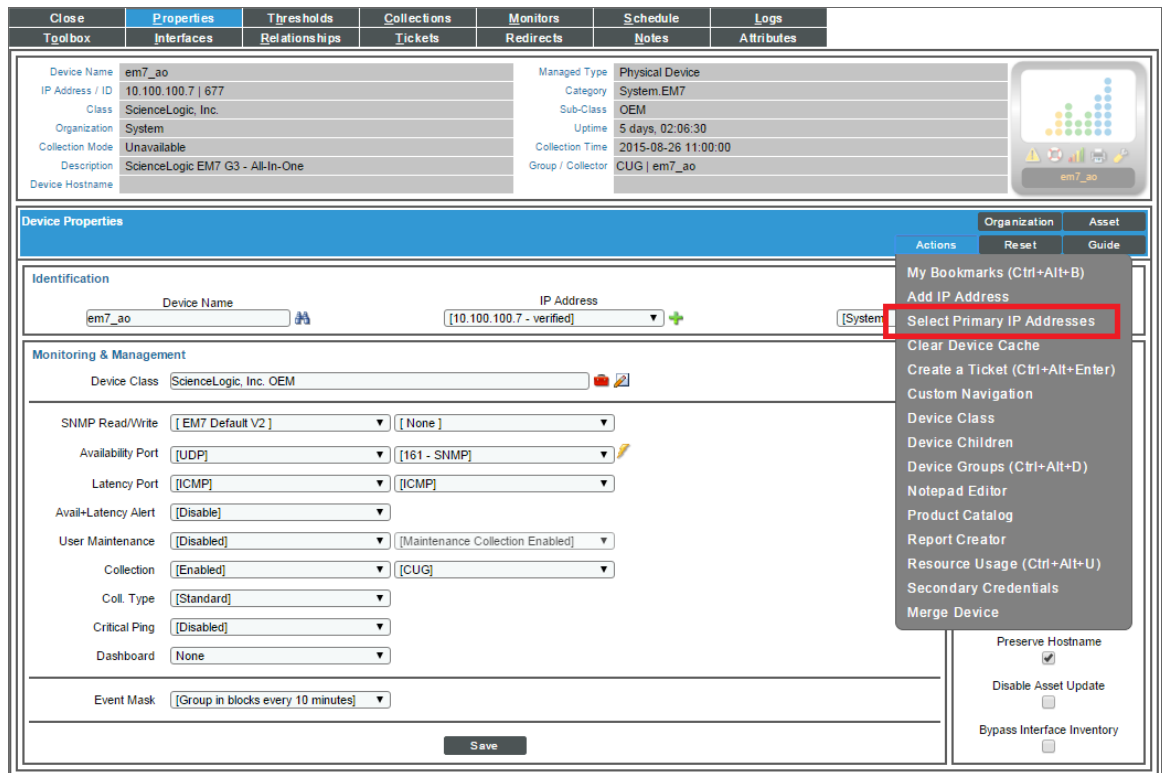 Close Properties Thresholds Collections Monitors Schedule Logs
Toolbox Interfaces Relationships Tickets Redirects Notes Attributes
Device Name em7_ao Managed Type Physical Device
IP Address / ID 10.100.100.7 | 677 Category System.EM7
Class ScienceLogic, Inc. Sub-Class OEM
Organization System Uptime 5 days, 02:06:30
Collection Mode Unavailable Collection Time 2015-08-26 11:00:00
Description ScienceLogic EM7 G3 - All-In-One Group / Collector CUG | em7_ao
Device Hostname
em7_ao
Device Properties Organization Asset
Actions Reset Guide
My Bookmarks (Ctrl+Alt+B)
Add IP Address
Select Primary IP Addresses
Clear Device Cache
Create a Ticket (Ctrl+Alt+Enter)
Custom Navigation
Device Class
Device Children
Device Groups (Ctrl+Alt+D)
Notepad Editor
Product Catalog
Report Creator
Resource Usage (Ctrl+Alt+U)
Secondary Credentials
Merge Device
Identification
Device Name IP Address
em7_ao [10.100.100.7 - verified] [System
Monitoring & Management
Device Class ScienceLogic, Inc. OEM
SNMP Read/Write [ EM7 Default V2 ] [ None ]
Availability Port [UDP] [161 - SNMP]
Latency Port [ICMP] [ICMP]
Avail+Latency Alert [Disable]
User Maintenance [Disabled] [Maintenance Collection Enabled]
Collection [Enabled] [CUG]
Coll. Type [Standard]
Critical Ping [Disabled]
Dashboard None
Event Mask [Group in blocks every 10 minutes]
Save
Preserve Hostname
Disable Asset Update
Bypass Interface Inventory